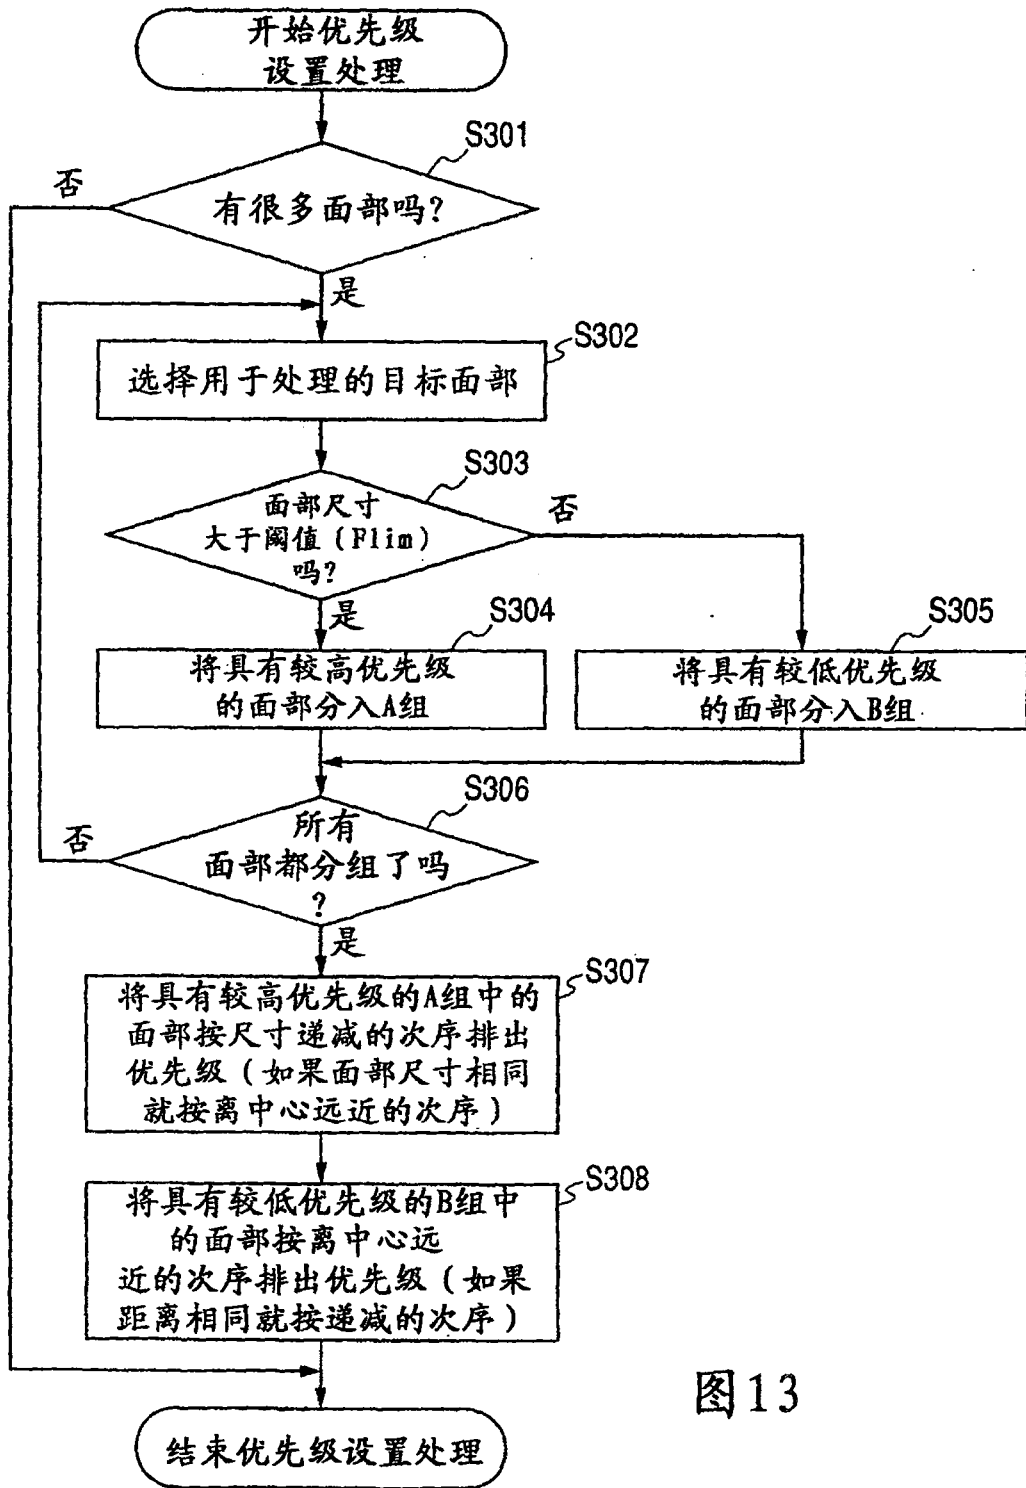 开始优先级
设置处理
S301
否
有很多面部吗?
是
S302
选择用于处理的目标面部
S303
面部尺寸
大于阈值(Flim)
吗?
否
是
S304
将具有较高优先级
的面部分入A组
S305
将具有较低优先级
的面部分入B组
S306
否
所有
面部都分组了吗
?
是
S307
将具有较高优先级的A组中的
面部按尺寸递减的次序排出
优先级(如果面部尺寸相同
就按离中心远近的次序)
S308
将具有较低优先级的B组中
的面部按离中心远
近的次序排出优先级(如果
距离相同就按递减的次序)
结束优先级设置处理
图13